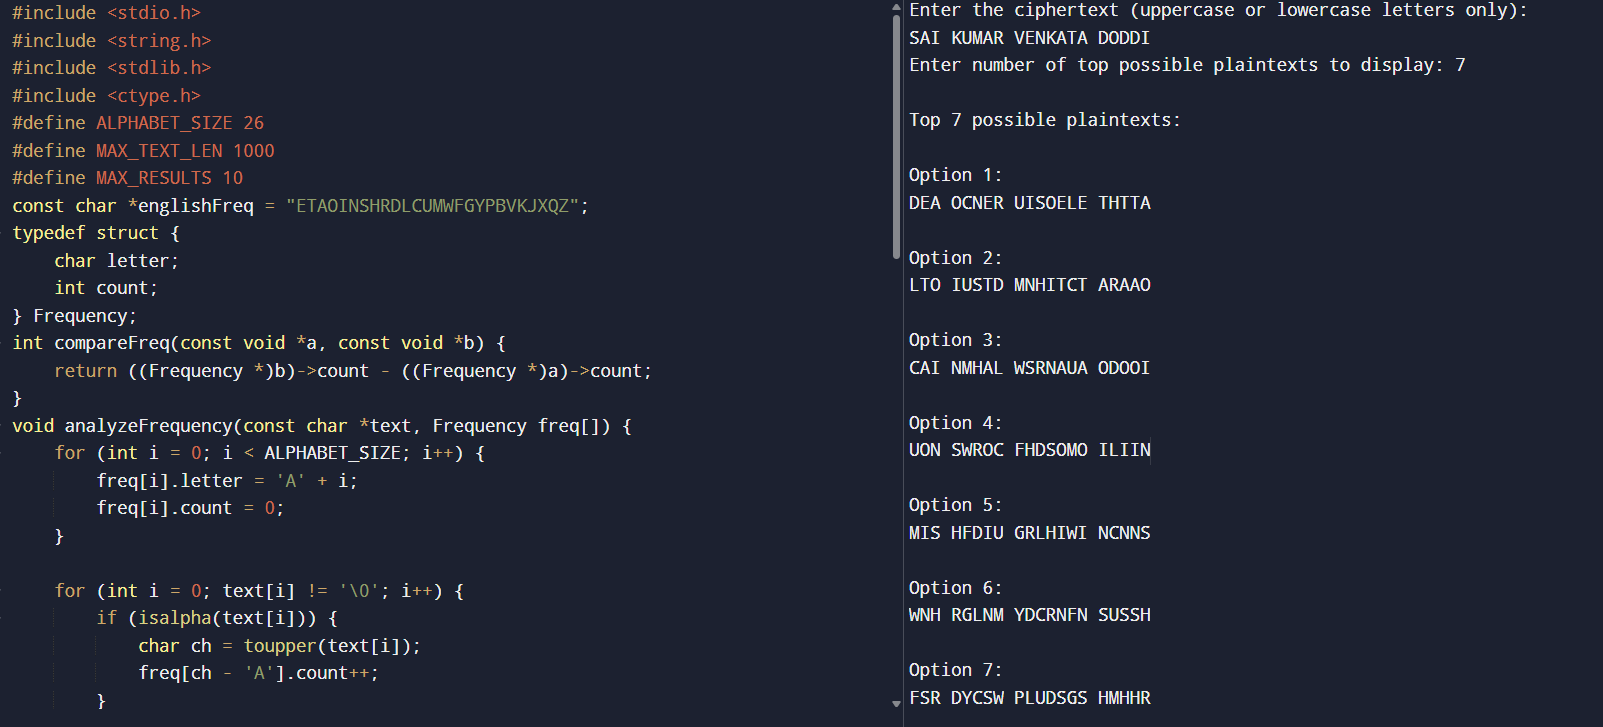 #include <stdio.h>
#include <string.h>
#include <stdlib.h>
#include <ctype.h>
#define ALPHABET_SIZE 26
#define MAX_TEXT_LEN 1000
#define MAX_RESULTS 10
const char *englishFreq = "ETAOINSHRDLCUMWFGYPBVKJXQZ";
typedef struct {
    char letter;
    int count;
} Frequency;
int compareFreq(const void *a, const void *b) {
    return ((Frequency *)b)->count - ((Frequency *)a)->count;
}
void analyzeFrequency(const char *text, Frequency freq[]) {
    for (int i = 0; i < ALPHABET_SIZE; i++) {
        freq[i].letter = 'A' + i;
        freq[i].count = 0;
    }

    for (int i = 0; text[i] != '\0'; i++) {
        if (isalpha(text[i])) {
            char ch = toupper(text[i]);
            freq[ch - 'A'].count++;
        }
Enter the ciphertext (uppercase or lowercase letters only):
SAI KUMAR VENKATA DODDI
Enter number of top possible plaintexts to display: 7

Top 7 possible plaintexts:

Option 1:
DEA OCNER UISOELE THTTA

Option 2:
LTO IUSTD MNHITCT ARAAO

Option 3:
CAI NMHAL WSRNAUA ODOOI

Option 4:
UON SWROC FHDSOMO ILIIN

Option 5:
MIS HFDIU GRLHIWI NCNNS

Option 6:
WNH RGLNM YDCRNFN SUSSH

Option 7:
FSR DYCSW PLUDSGS HMHHR